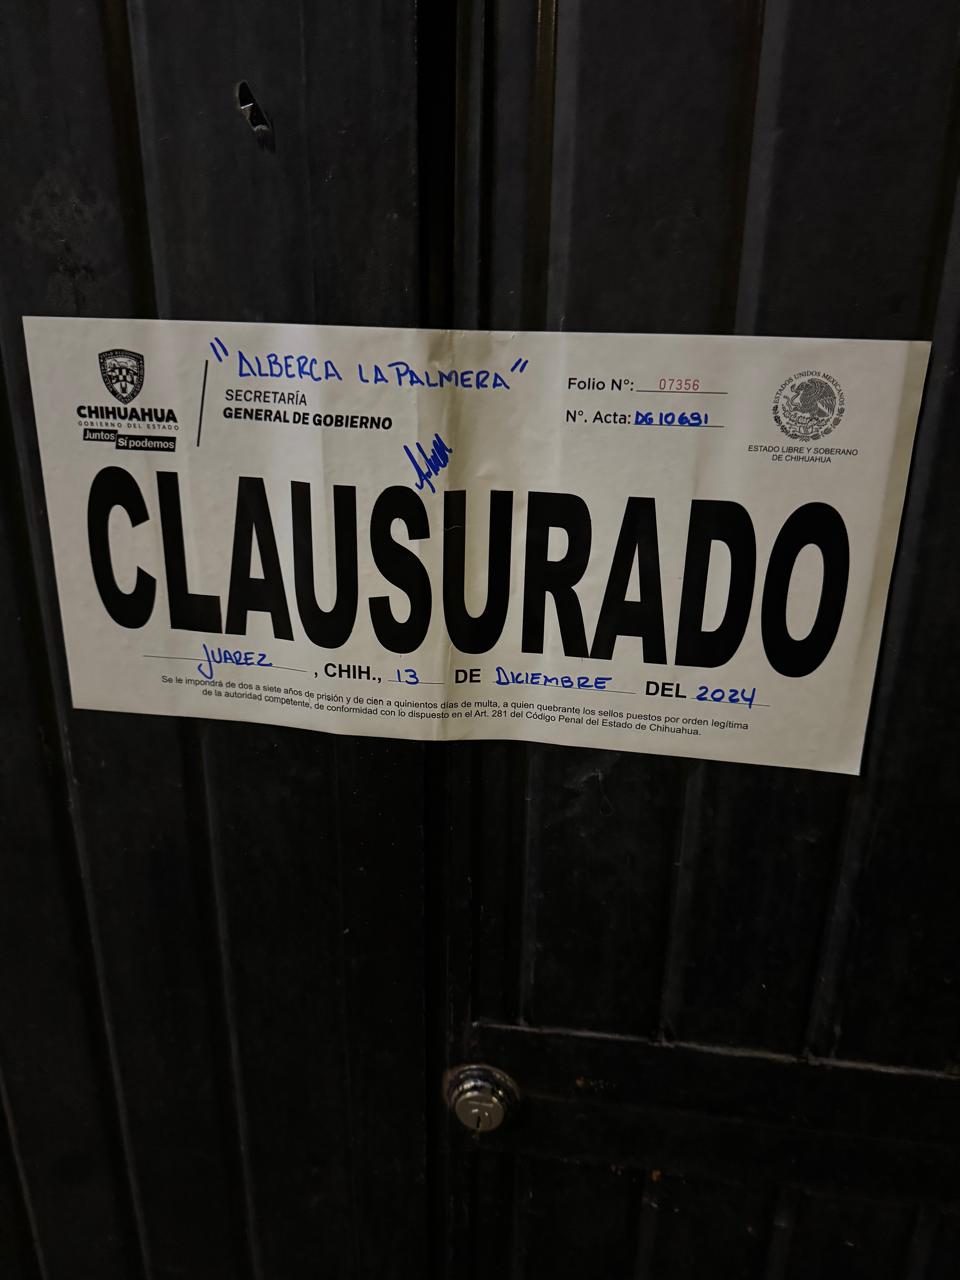 "ALBERCA LA PALMERA"
CHIHUAHUA
GOBIERNO DEL ESTADO
Juntos Sí podemos
SECRETARÍA
GENERAL DE GOBIERNO
Folio N°: 07356
N°. Acta: DG10691
ESTADOS UNIDOS MEXICANOS
ESTADO LIBRE Y SOBERANO
DE CHIHUAHUA
CLAUSURADO
JUAREZ, CHIH., 13 DE DICIEMBRE DEL 2024
Se le impondrá de dos a siete años de prisión y de cien a quinientos días de multa, a quien quebrante los sellos puestos por orden legítima
de la autoridad competente, de conformidad con lo dispuesto en el Art. 281 del Código Penal del Estado de Chihuahua.